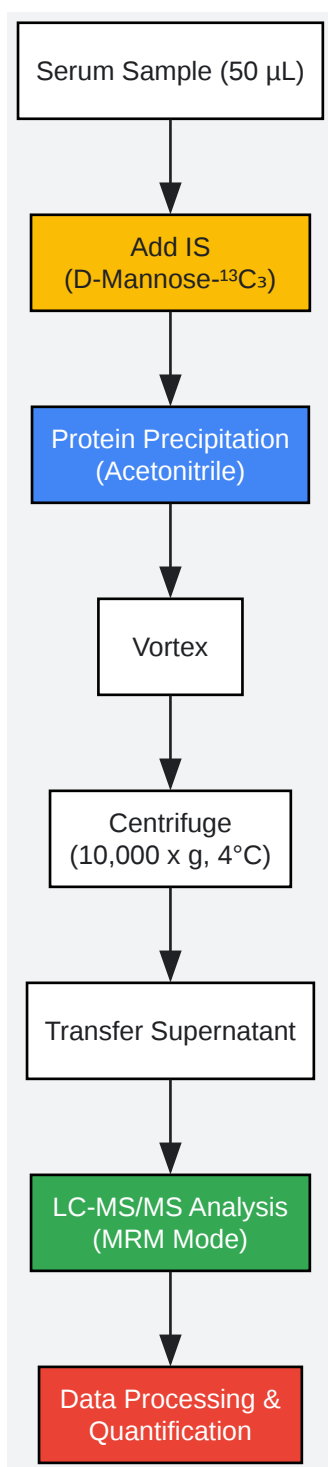 Serum Sample (50 µL)
Add IS
(D-Mannose-¹³C₃)
Protein Precipitation
(Acetonitrile)
Vortex
Centrifuge
(10,000 x g, 4°C)
Transfer Supernatant
LC-MS/MS Analysis
(MRM Mode)
Data Processing &
Quantification